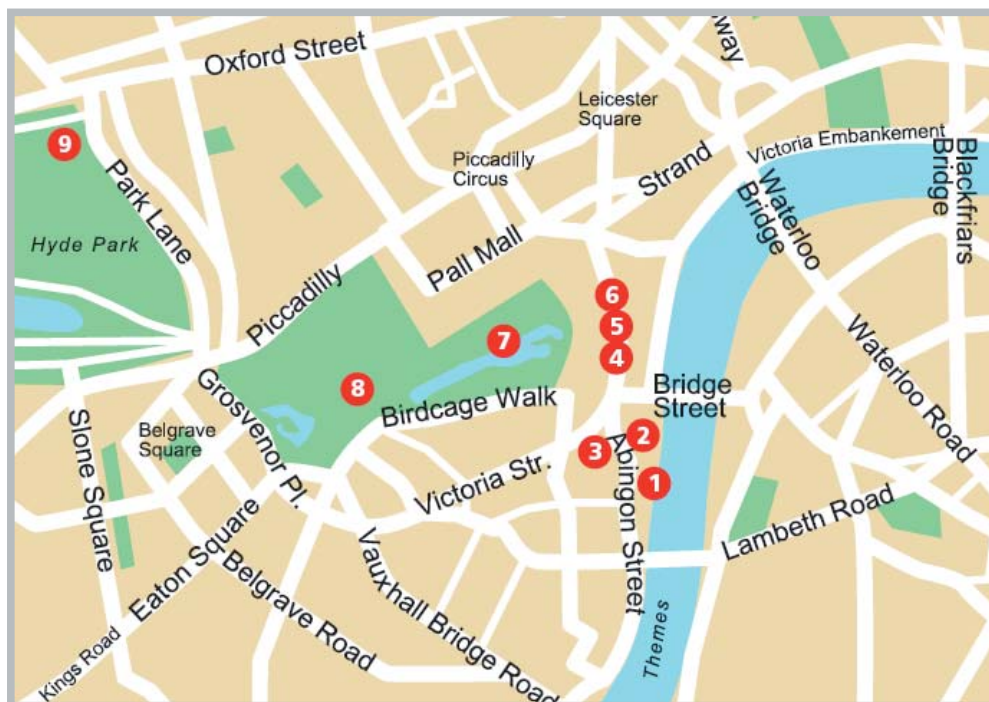 Oxford Street
sway
Leicester
Square
9
Piccadilly
Circus
Strand
Victoria Embankement
Blackfriars
Bridge
Park Lane
Waterloo
Bridge
Hyde Park
Piccadilly
Pall Mall
6
5
7
4
Waterloo Road
8
Bridge
Street
Grosvenor Pl.
Birdcage Walk
Belgrave
Square
2
3
Slone Square
Abingon Street
1
Victoria Str.
Lambeth Road
Eaton Square
Vauxhall Bridge Road
Belgrave Road
Themes
Kings Road